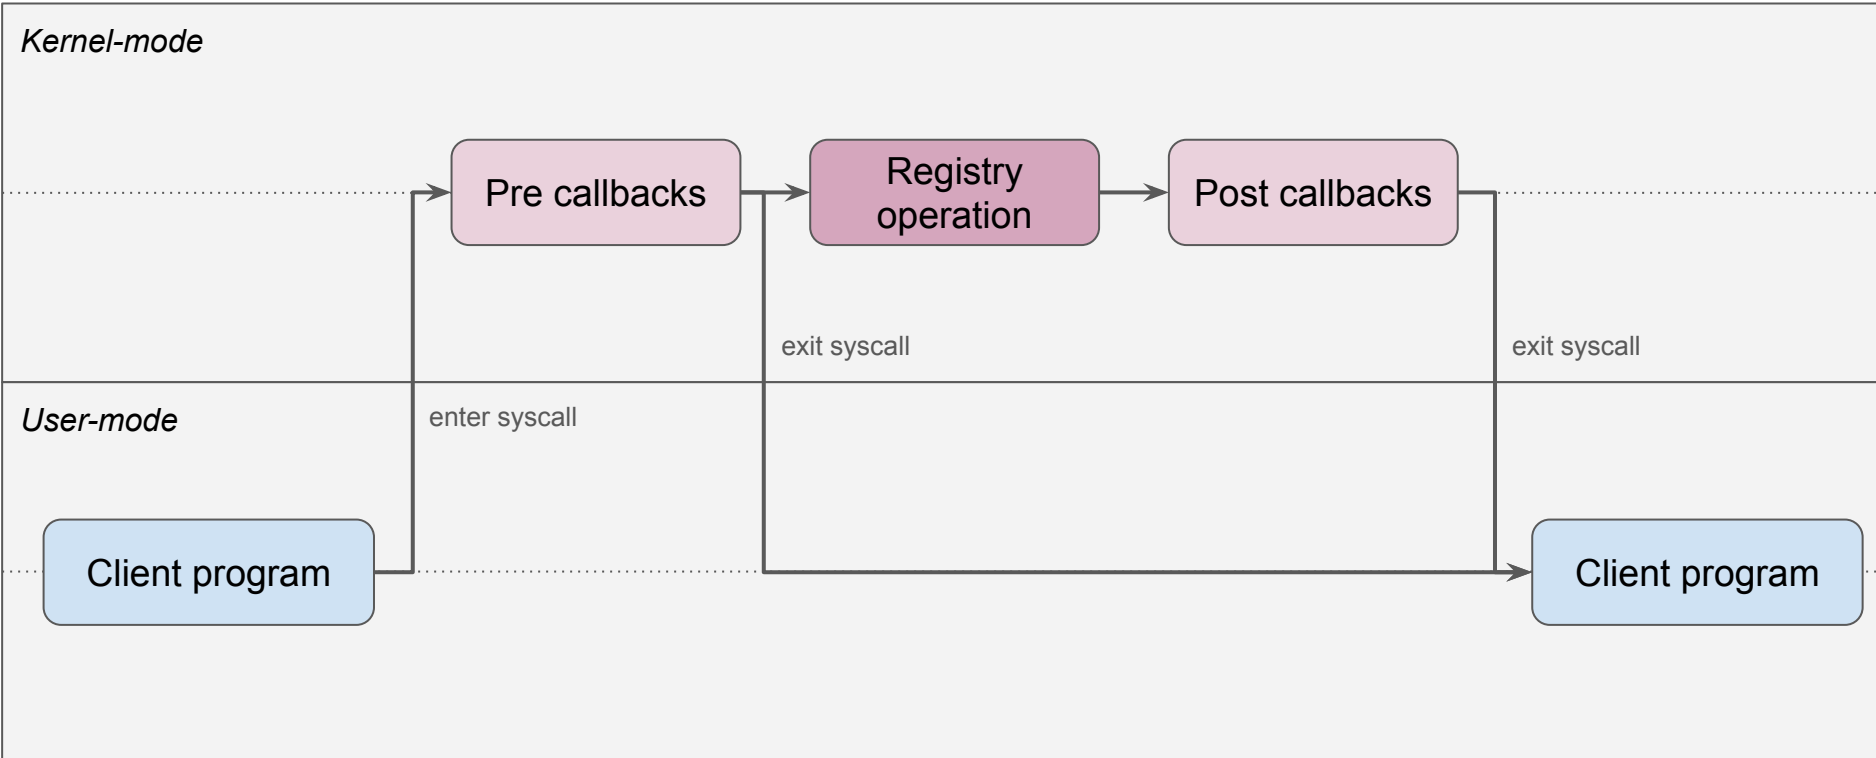 Kernel-mode
Pre callbacks
Registry
operation
Post callbacks
exit syscall
exit syscall
User-mode
enter syscall
Client program
Client program